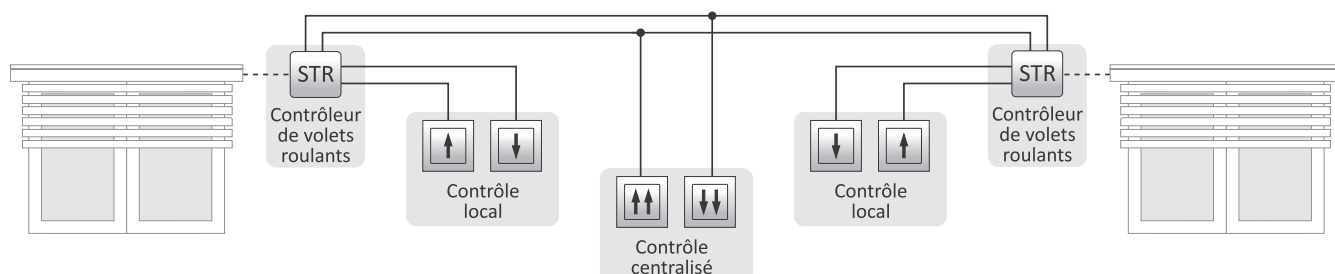 STR
Contrôleur
de volets
roulants
Contrôle
local
Contrôle
centralisé
Contrôle
local
STR
Contrôleur
de volets
roulants